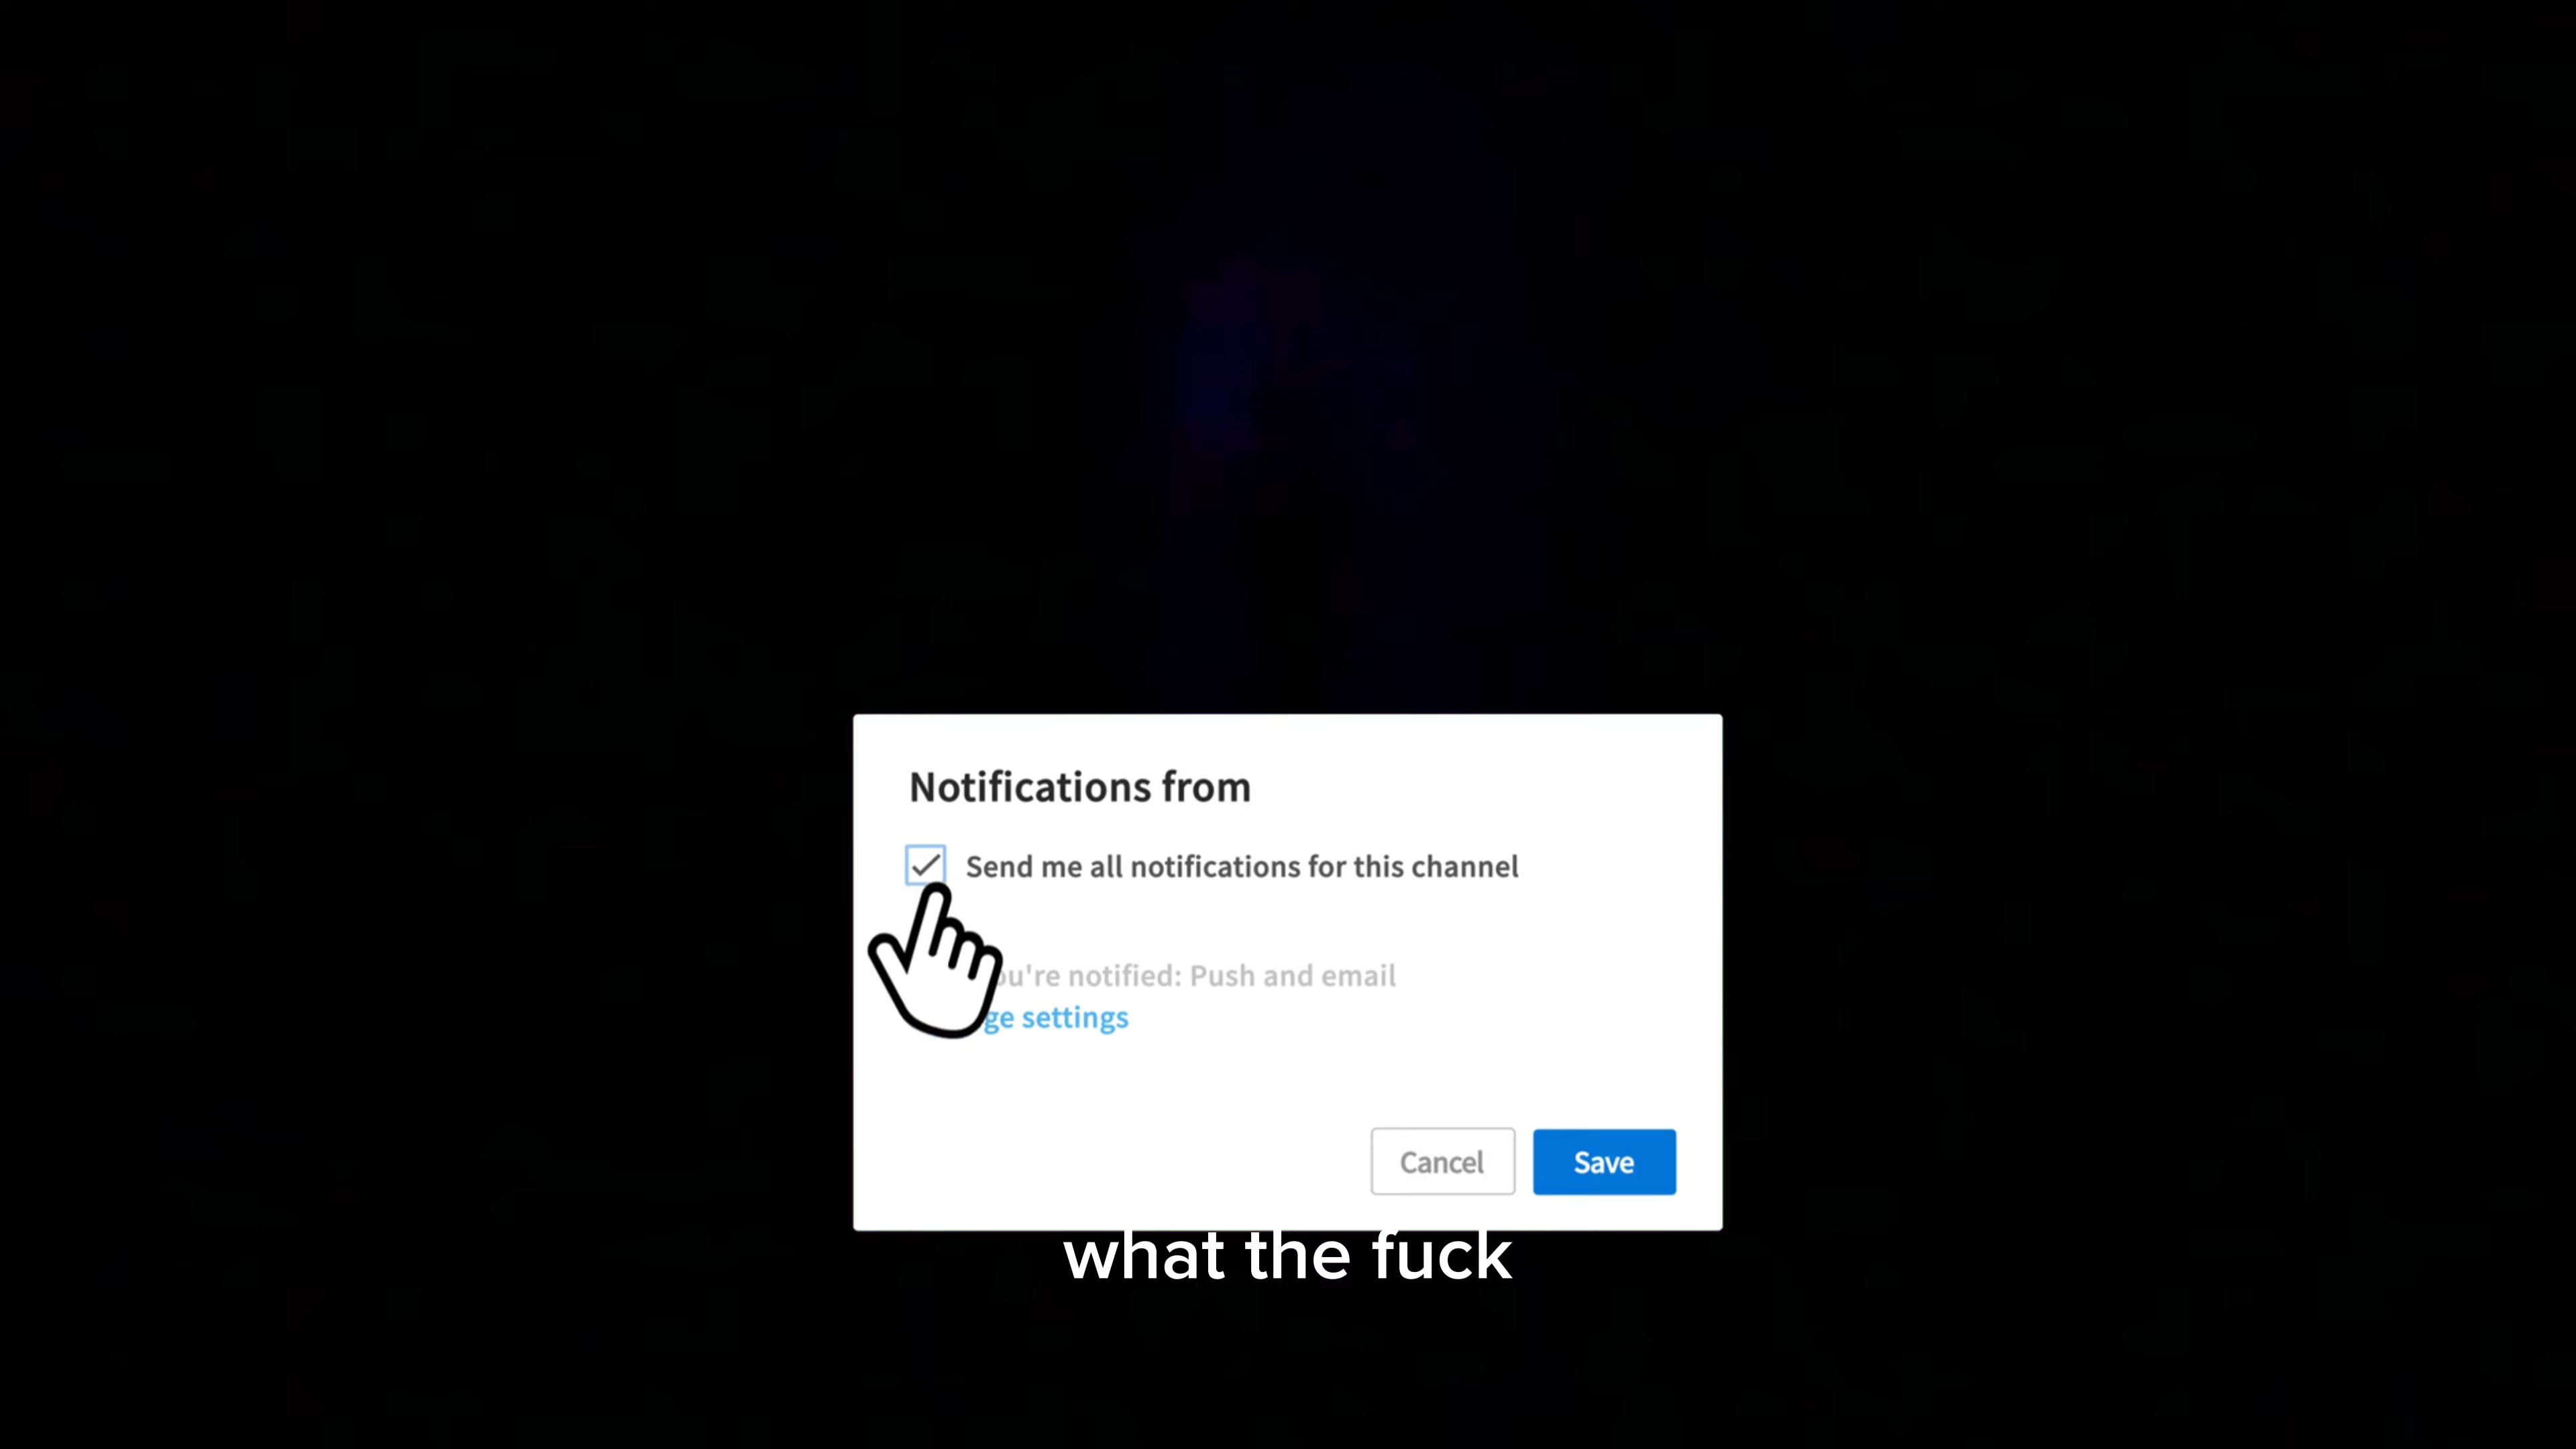 Notifications from
Send me all notifications for this channel
ou're notified: Push and email
ge settings
Cancel
Save
what the fuck